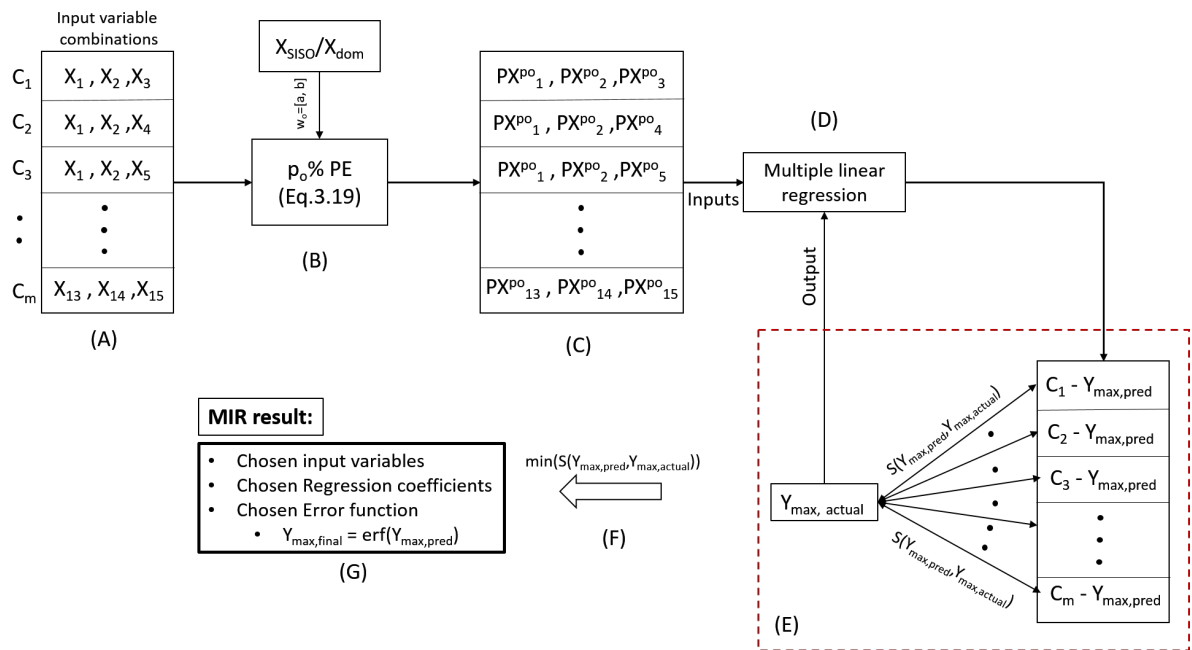 Input variable
combinations
C1
X1 , X2 ,X3
C2
X1 , X2 ,X4
C3
X1 , X2 ,X5
Cm
X13 , X14 ,X15
(A)
XSISO/Xdom
wo=[a, b]
po% PE
(Eq.3.19)
(B)
PXpo1 , PXpo2 ,PXpo3
PXpo1 , PXpo2 ,PXpo4
PXpo1 , PXpo2 ,PXpo5
PXpo13 , PXpo14 ,PXpo15
(C)
Inputs
(D)
Multiple linear
regression
Output
C1 - Ymax,pred
C2 - Ymax,pred
C3 - Ymax,pred
Cm - Ymax,pred
S(Ymax,pred,Ymax,actual)
Ymax, actual
S(Ymax,pred,Ymax,actual)
(E)
min(S(Ymax,pred,Ymax,actual))
(F)
MIR result:
• Chosen input variables
• Chosen Regression coefficients
• Chosen Error function
• Ymax,final = erf(Ymax,pred)
(G)